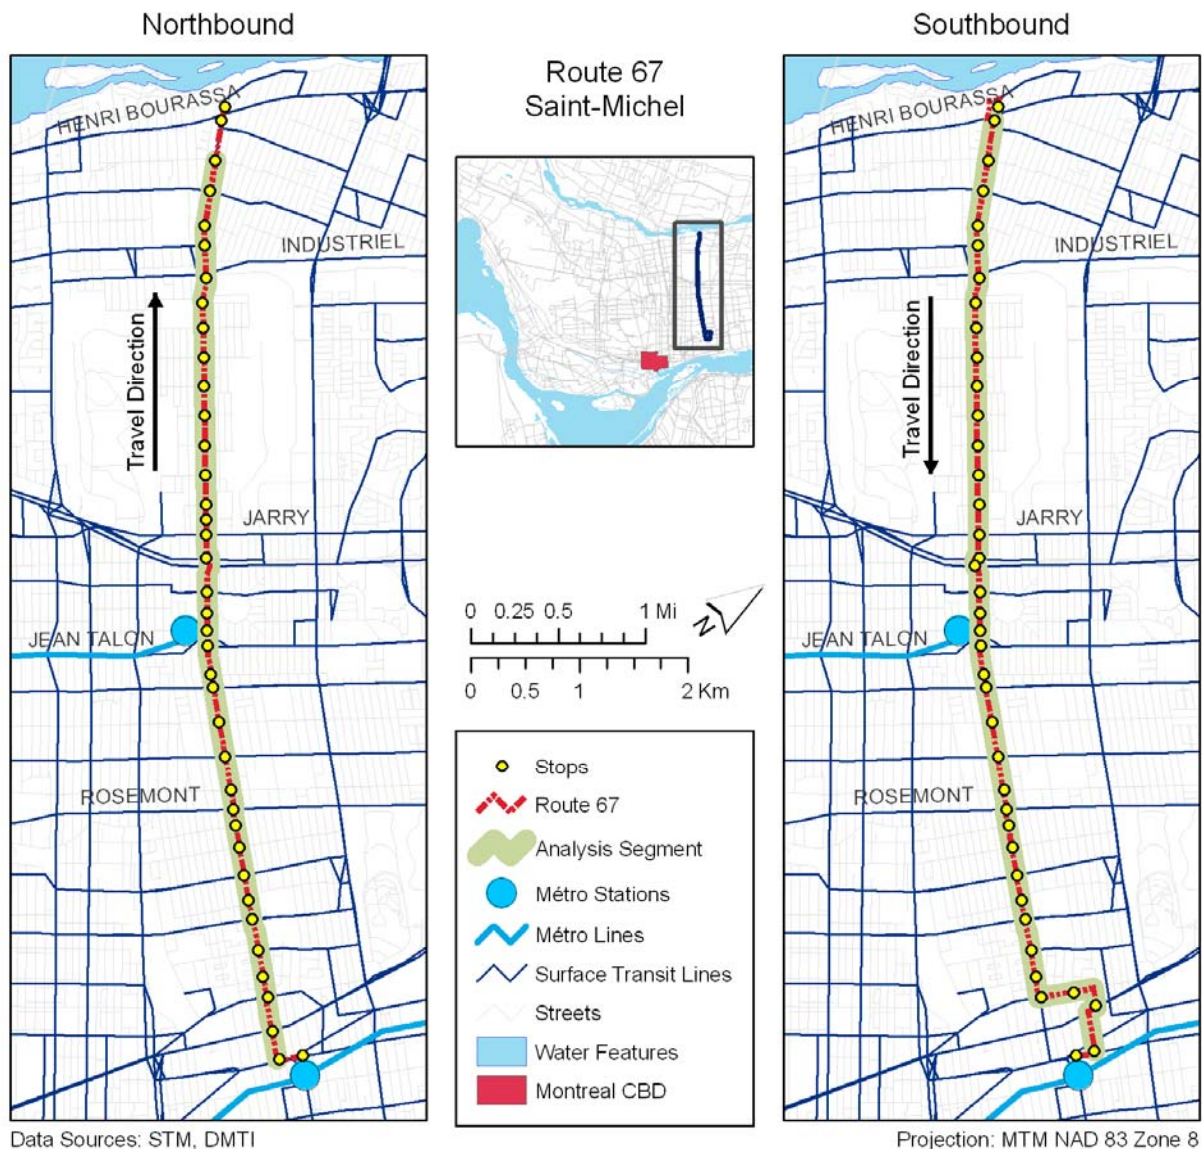 Northbound
Route 67
Saint-Michel
Southbound
HENRI BOURASSA
INDUSTRIEL
Travel Direction
JARRY
JEAN TALON
ROSEMONT
0 0.25 0.5 1 Mi
N
0 0.5 1 2 Km
Stops
Route 67
Analysis Segment
Métro Stations
Métro Lines
Surface Transit Lines
Streets
Water Features
Montreal CBD
HENRI BOURASSA
INDUSTRIEL
Travel Direction
JARRY
JEAN TALON
ROSEMONT
Data Sources: STM, DMTI
Projection: MTM NAD 83 Zone 8